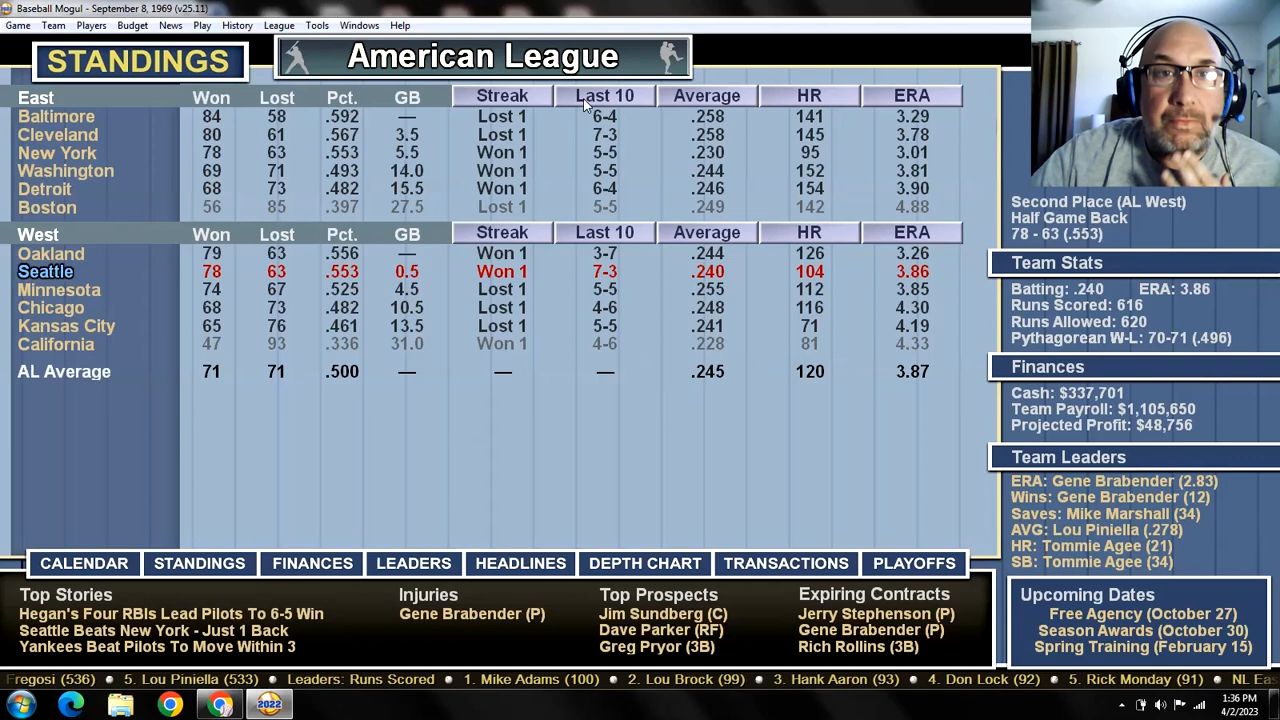 Baseball Mogul - September 8, 1969 (v25.11)
Game Team Players Budget News Play History League Tools Windows Help
STANDINGS American League
East Won Lost Pct. GB Streak Last 10 Average HR ERA
Baltimore 84 58 .592 — Lost 1 6-4 .258 141 3.29
Cleveland 80 61 .567 3.5 Lost 1 7-3 .258 145 3.78
New York 78 63 .553 5.5 Won 1 5-5 .230 95 3.01
Washington 69 71 .493 14.0 Won 1 5-5 .244 152 3.81
Detroit 68 73 .482 15.5 Won 1 6-4 .246 154 3.90
Boston 56 85 .397 27.5 Lost 1 5-5 .249 142 4.88
West Won Lost Pct. GB Streak Last 10 Average HR ERA
Oakland 79 63 .556 — Won 1 3-7 .244 126 3.26
Seattle 78 63 .553 0.5 Won 1 7-3 .240 104 3.86
Minnesota 74 67 .525 4.5 Lost 1 5-5 .255 112 3.85
Chicago 68 73 .482 10.5 Lost 1 4-6 .248 116 4.30
Kansas City 65 76 .461 13.5 Lost 1 5-5 .241 71 4.19
California 47 93 .336 31.0 Won 1 4-6 .228 81 4.33
AL Average 71 71 .500 — — — .245 120 3.87
Second Place (AL West)
Half Game Back
78 - 63 (.553)
Team Stats
Batting: .240 ERA: 3.86
Runs Scored: 616
Runs Allowed: 620
Pythagorean W-L: 70-71 (.496)
Finances
Cash: $337,701
Team Payroll: $1,105,650
Projected Profit: $48,756
Team Leaders
ERA: Gene Brabender (2.83)
Wins: Gene Brabender (12)
Saves: Mike Marshall (34)
AVG: Lou Piniella (.278)
HR: Tommie Agee (21)
SB: Tommie Agee (34)
CALENDAR STANDINGS FINANCES LEADERS HEADLINES DEPTH CHART TRANSACTIONS PLAYOFFS
Top Stories
Hegan's Four RBIs Lead Pilots To 6-5 Win
Seattle Beats New York - Just 1 Back
Yankees Beat Pilots To Move Within 3
Injuries
Gene Brabender (P)
Top Prospects
Jim Sundberg (C)
Dave Parker (RF)
Greg Pryor (3B)
Expiring Contracts
Jerry Stephenson (P)
Gene Brabender (P)
Rich Rollins (3B)
Upcoming Dates
Free Agency (October 27)
Season Awards (October 30)
Spring Training (February 15)
Fregosi (536) • 5. Lou Piniella (533) • Leaders: Runs Scored • 1. Mike Adams (100) • 2. Lou Brock (99) • 3. Hank Aaron (93) • 4. Don Lock (92) • 5. Rick Monday (91) • NL Eas
2022
1:36 PM
4/2/2023